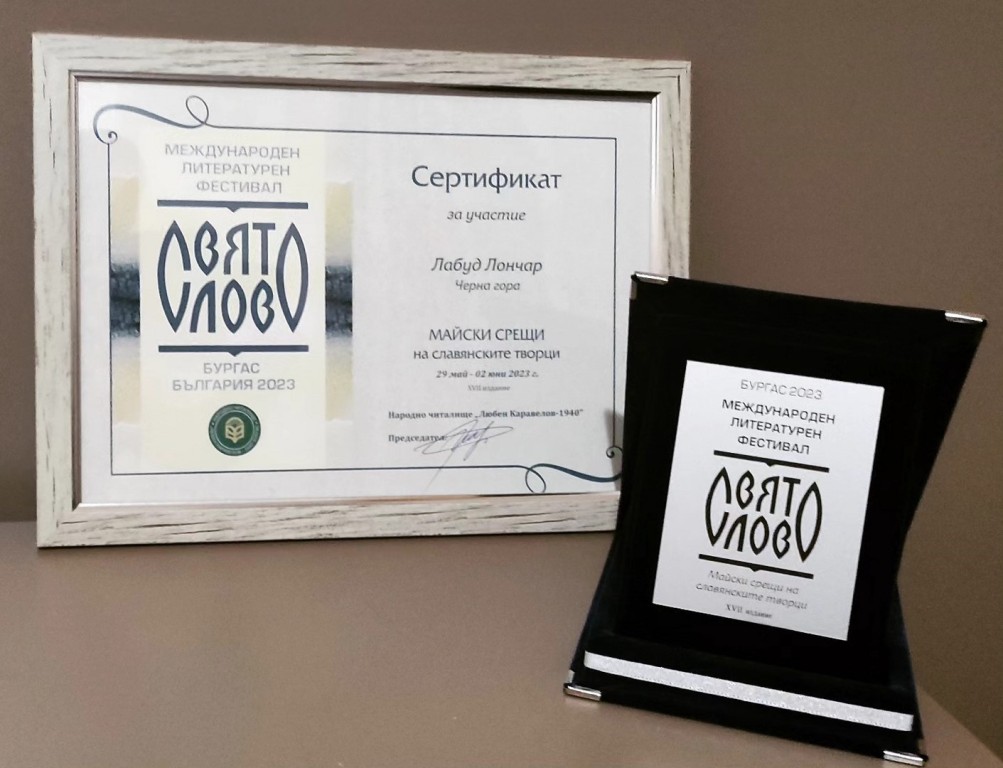 МЕЖДУНАРОДЕН
ЛИТЕРАТУРЕН
ФЕСТИВАЛ
СВЯТО
СЛОВО
БУРГАС
БЪЛГАРИЯ 2023
Сертификат
за участие
Лабуд Лончар
Черна гора
МАЙСКИ СРЕЩИ
на славянските творци
29 май - 02 юни 2023 г.
XVII издание
Народно читалище „Любен Каравелов-1940"
Председател:
БУРГАС 2023
МЕЖДУНАРОДЕН
ЛИТЕРАТУРЕН
ФЕСТИВАЛ
СВЯТО
СЛОВО
Майски срещи на
славянските творци
XVII издание